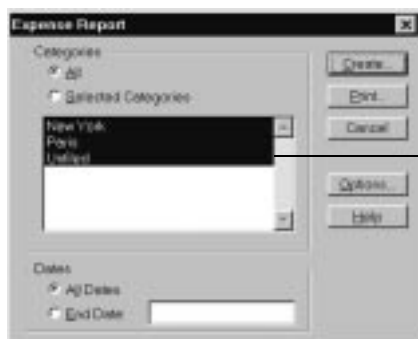 Expense Report
Categories
All
Selected Categories
New York
Paris
Unfiled
Dates
All Dates
End Date
Create...
Print...
Cancel
Options...
Help